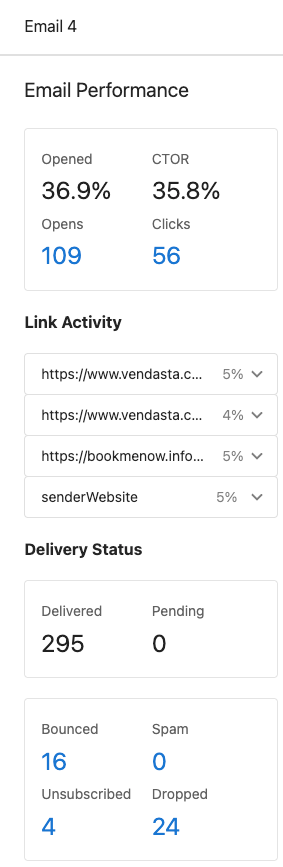 Email 4
Email Performance
Opened CTOR
36.9% 35.8%
Opens Clicks
109 56
Link Activity
https://www.vendasta.c... 5%
https://www.vendasta.c... 4%
https://bookmenow.info... 5%
senderWebsite 5%
Delivery Status
Delivered Pending
295 0
Bounced Spam
16 0
Unsubscribed Dropped
4 24